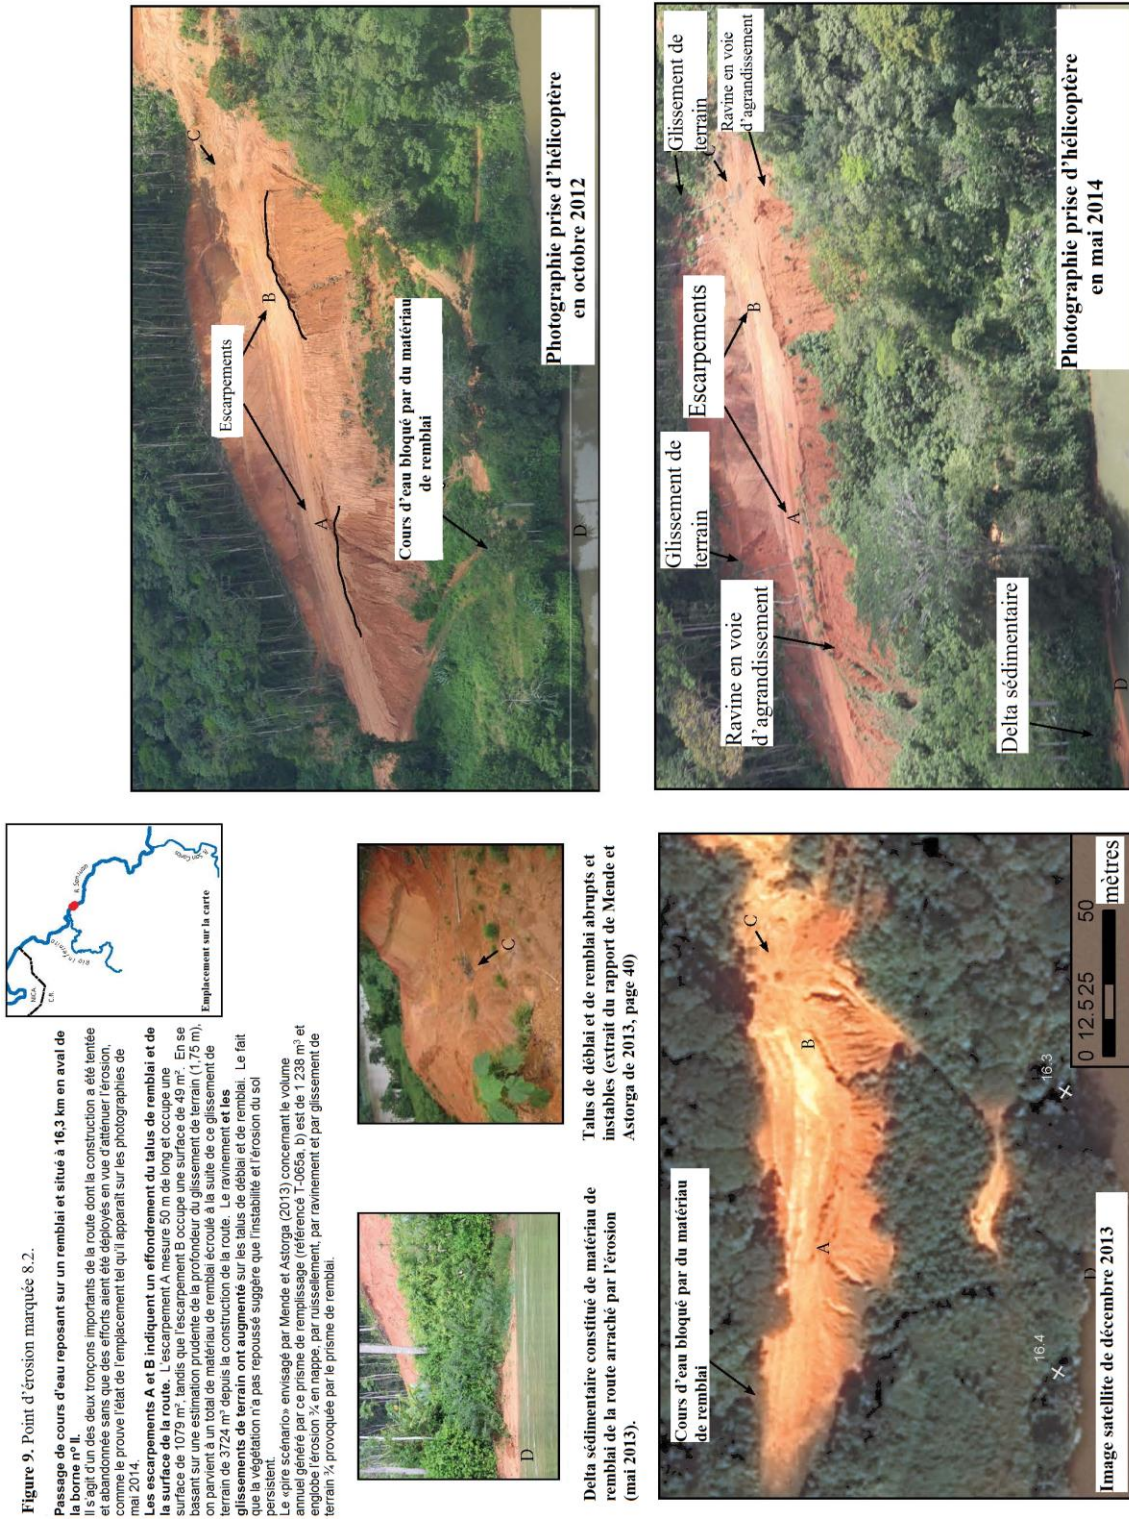 Figure 9. Point d'érosion marquée 8.2.
Passage de cours d'eau reposant sur un remblai et situé à 16,3 km en aval de
la borne nº II.
Il s'agit d'un des deux tronçons importants de la route dont la construction a été tentée
et abandonnée sans que des efforts aient été déployés en vue d'atténuer l'érosion,
comme le prouve l'état de l'emplacement tel qu'il apparaît sur les photographies de
mai 2014.
Les escarpements A et B indiquent un effondrement du talus de remblai et de
la surface de la route. L'escarpement A mesure 50 m de long et occupe une
surface de 1079 m², tandis que l'escarpement B occupe une surface de 49 m². En se
basant sur une estimation prudente de la profondeur du glissement de terrain (1,75 m),
on parvient à un total de matériau de remblai écroulé à la suite de ce glissement de
terrain de 3724 m³ depuis la construction de la route. Le ravinement et les
glissements de terrain ont augmenté sur les talus de déblai et de remblai. Le fait
que la végétation n'a pas repoussé suggère que l'instabilité et l'érosion du sol
persistent.
Le «pire scénario» envisagé par Mende et Astorga (2013) concernant le volume
annuel généré par ce prisme de remplissage (référencé T-065a, b) est de 1 238 m³ et
englobe l'érosion ¾ en nappe, par ruissellement, par ravinement et par glissement de
terrain ¾ provoquée par le prisme de remblai.
NICA.
C.R.
Rio Infiernito
R. San Juan
R. San Carlos
Emplacement sur la carte
D
Delta sédimentaire constitué de matériau de
remblai de la route arraché par l'érosion
(mai 2013).
C
Talus de déblai et de remblai abrupts et
instables (extrait du rapport de Mende et
Astorga de 2013, page 40)
Cours d'eau bloqué par du matériau
de remblai
A
B
C
D
16.4
16.3
0 12.5 25 50
mètres
Image satellite de décembre 2013
Escarpements
A
B
C
Cours d'eau bloqué par du matériau
de remblai
D
Photographie prise d'hélicoptère
en octobre 2012
Glissement de
terrain
Ravine en voie
d'agrandissement
Escarpements
Glissement de
terrain
C
Ravine en voie
d'agrandissement
A
B
Delta sédimentaire
D
Photographie prise d'hélicoptère
en mai 2014